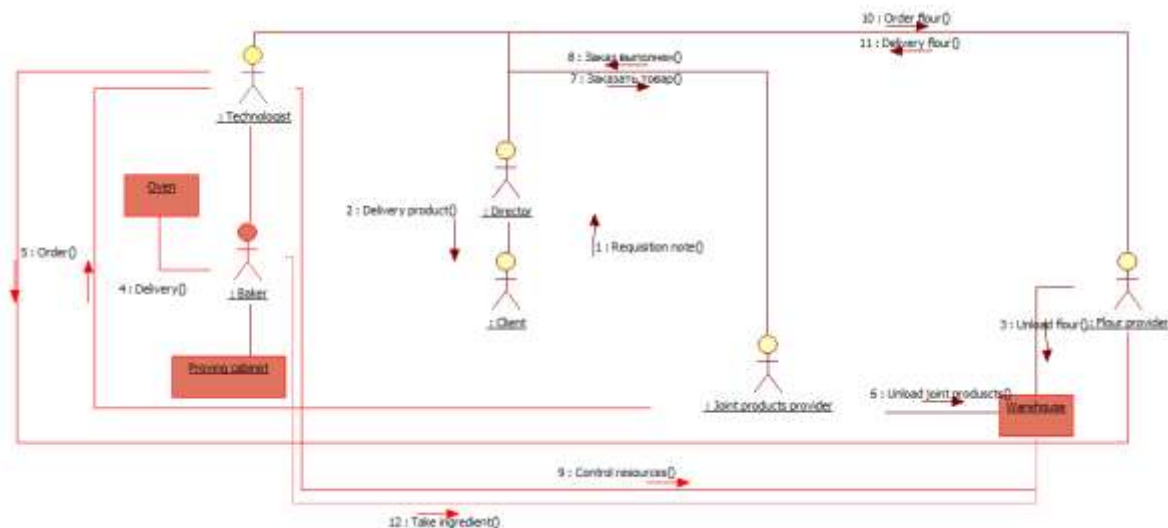 10 : Order flour()
11 : Delivery flour()
8 : Заказ выполнен()
7 : Заказать товар()
: Technologist
Oven
2 : Delivery product()
: Director
5 : Order()
1 : Requisition note()
4 : Delivery()
: Baker
: Client
3 : Unload flour()
: Flour provider
Proving cabinet
: Joint products provider
6 : Unload joint produscts()
Warehouse
9 : Control resources()
12 : Take ingredient()